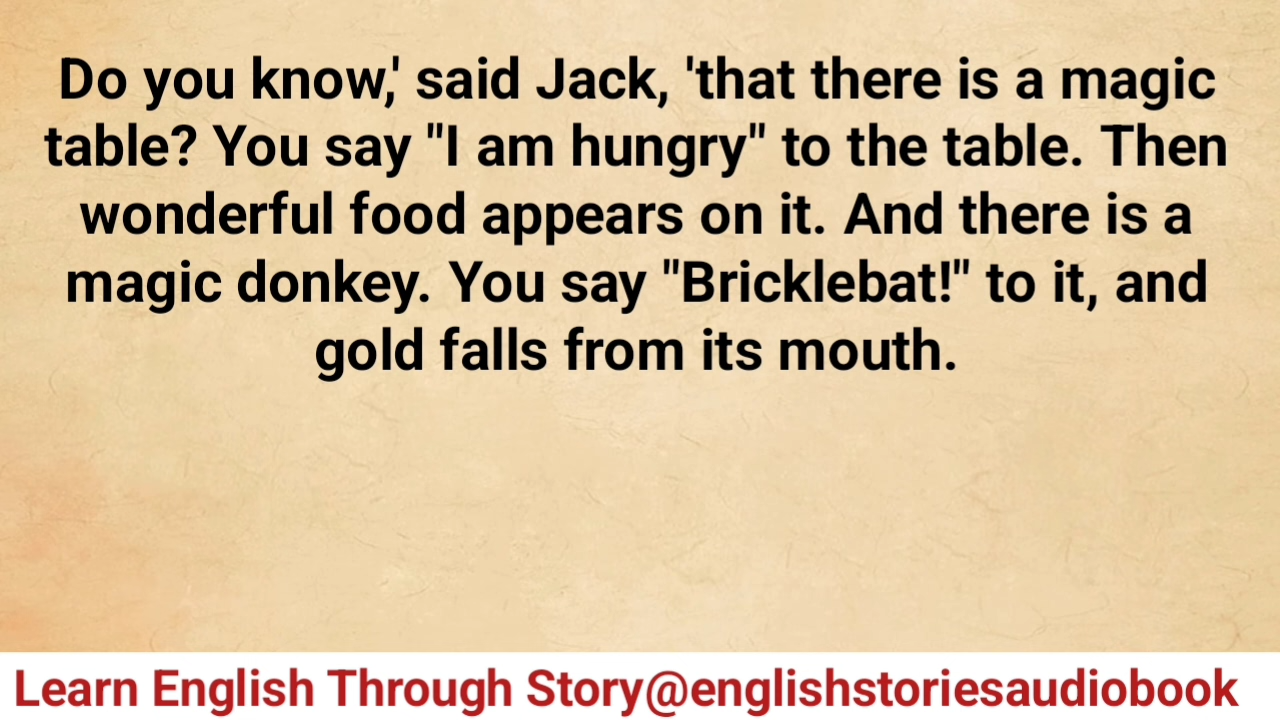 Do you know,' said Jack, 'that there is a magic
table? You say "I am hungry" to the table. Then
wonderful food appears on it. And there is a
magic donkey. You say "Bricklebat!" to it, and
gold falls from its mouth.
Learn English Through Story@englishstoriesaudiobook